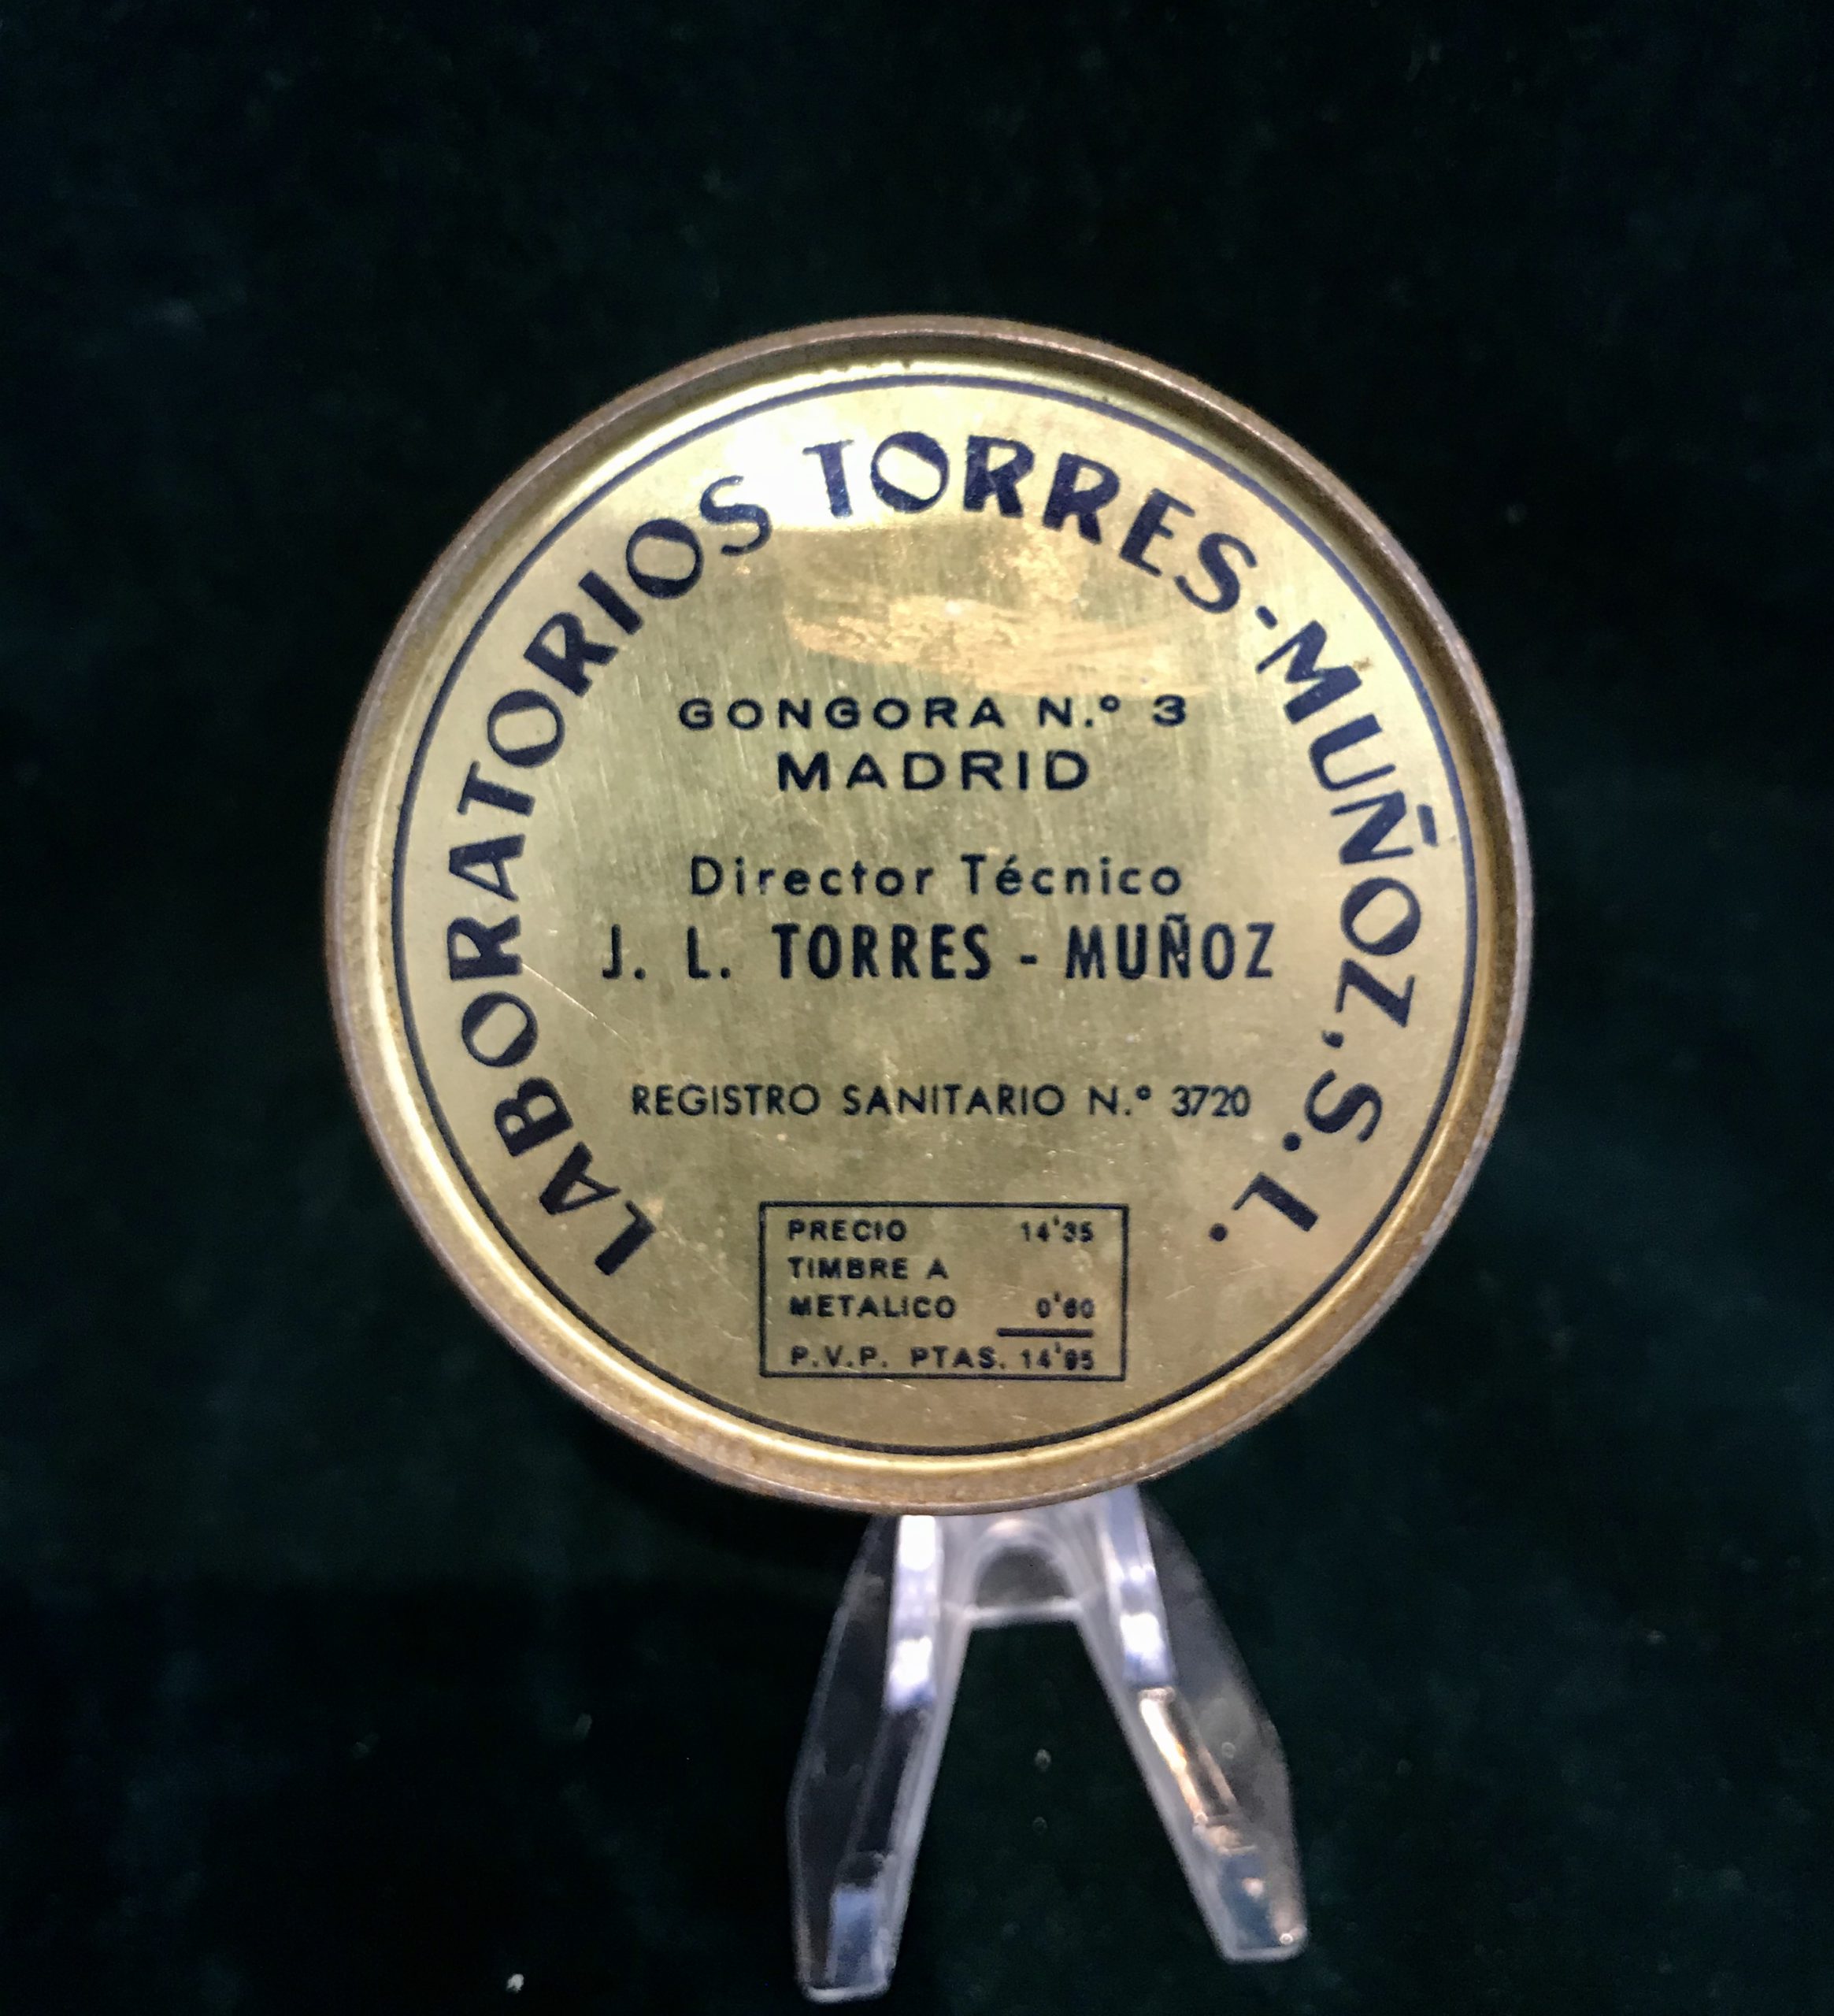 LABORATORIOS TORRES-MUÑOZ, S. L.
GONGORA N.º 3
MADRID
Director Técnico
J. L. TORRES - MUÑOZ
REGISTRO SANITARIO N.º 3720
PRECIO 14'35
TIMBRE A
METALICO 0'60
P.V.P. PTAS. 14'95